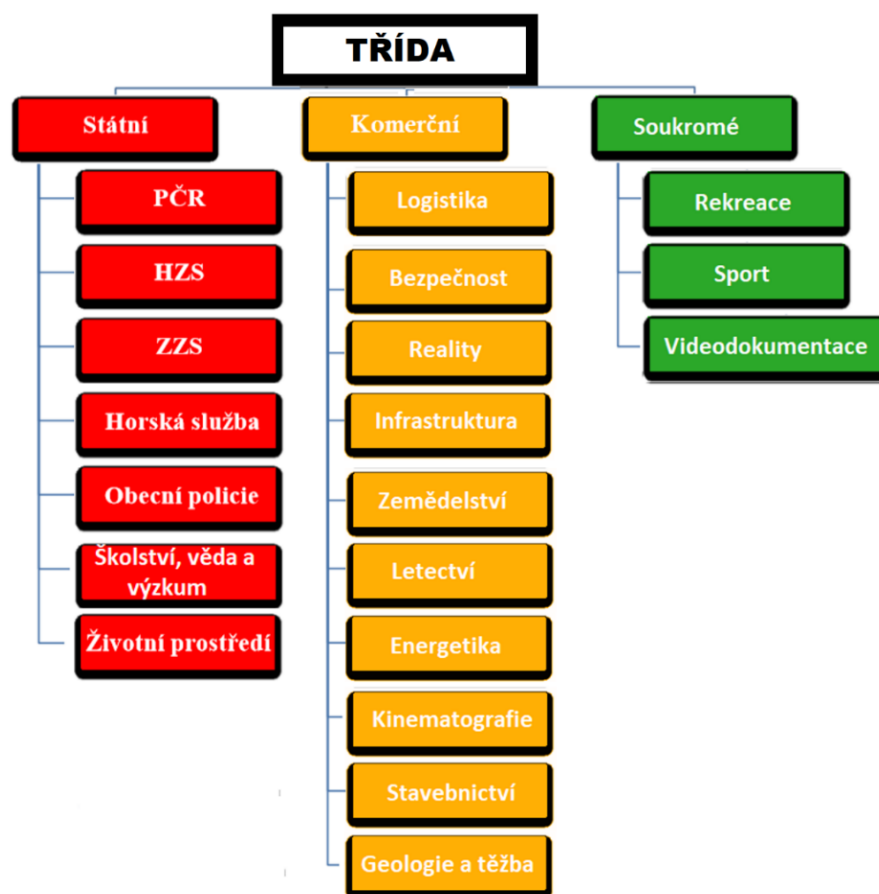 TŘÍDA
Státní
PČR
HZS
ZZS
Horská služba
Obecní policie
Školství, věda a
výzkum
Životní prostředí
Komerční
Logistika
Bezpečnost
Reality
Infrastruktura
Zemědelství
Letectví
Energetika
Kinematografie
Stavebnictví
Geologie a těžba
Soukromé
Rekreace
Sport
Videodokumentace